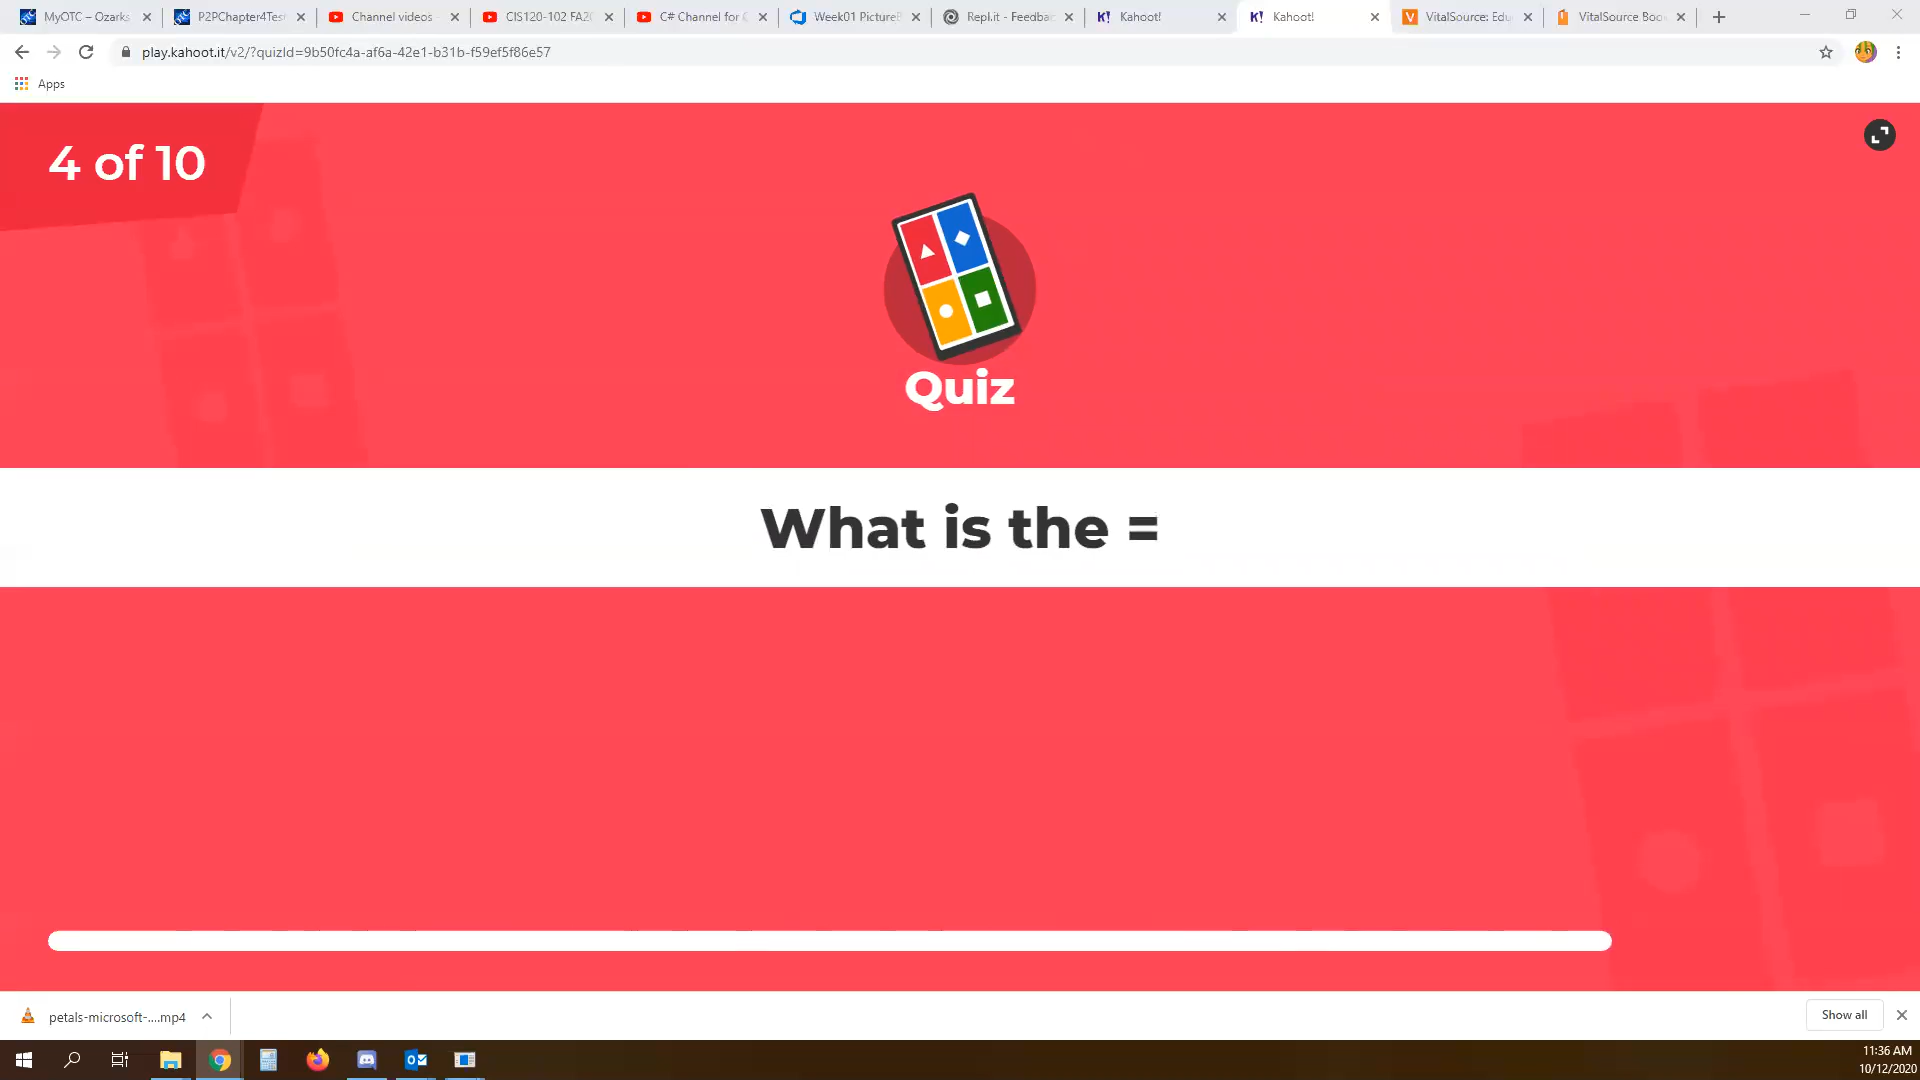 MyOTC – Ozarks
P2PChapter4Test
Channel videos
CIS120-102 FA20
C# Channel for C
Week01 PictureB
Repl.it - Feedbac
K! Kahoot!
K! Kahoot!
VitalSource: Edu
VitalSource Boo
play.kahoot.it/v2/?quizId=9b50fc4a-af6a-42e1-b31b-f59ef5f86e57
Apps
4 of 10
Quiz
What is the =
petals-microsoft-....mp4
Show all
11:36 AM
10/12/2020